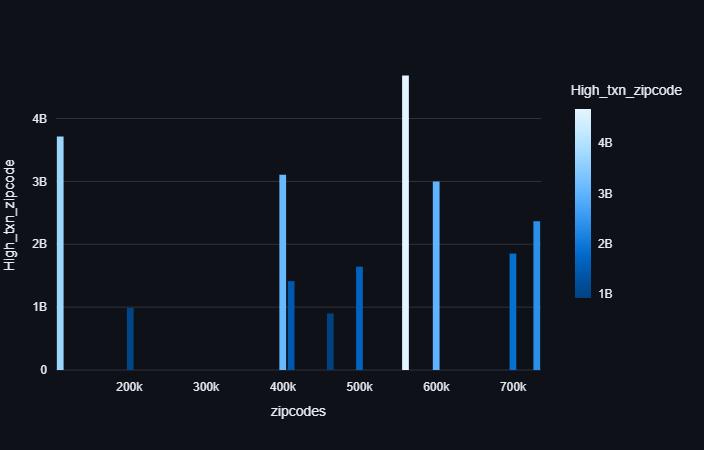 High_txn_zipcode
4B
3B
2B
1B
0
200k
300k
400k
500k
600k
700k
zipcodes
High_txn_zipcode
4B
3B
2B
1B